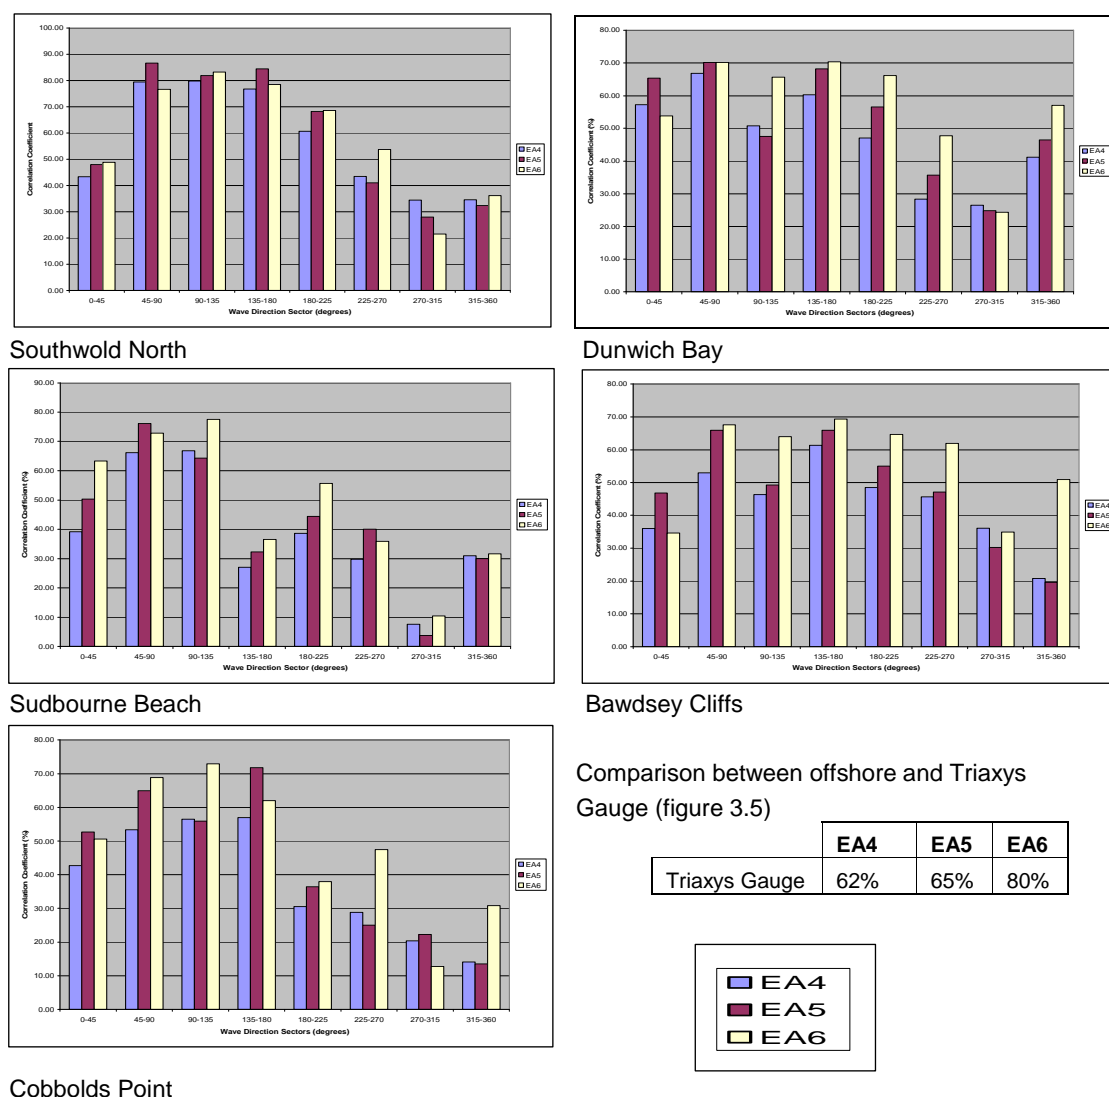 100.00
90.00
80.00
70.00
60.00
50.00
40.00
30.00
20.00
10.00
0.00
Correlation Coefficient
0-45 45-90 90-135 135-180 180-225 225-270 270-315 315-360
Wave Direction Sector (degrees)
EA4
EA5
EA6
Southwold North
80.00
70.00
60.00
50.00
40.00
30.00
20.00
10.00
0.00
Correlation Coefficient (%)
0-45 45-90 90-135 135-180 180-225 225-270 270-315 315-360
Wave Direction Sectors (degrees)
EA4
EA5
EA6
Dunwich Bay
90.00
80.00
70.00
60.00
50.00
40.00
30.00
20.00
10.00
0.00
Correlation Coefficient (%)
0-45 45-90 90-135 135-180 180-225 225-270 270-315 315-360
Wave Direction Sector (degrees)
EA4
EA5
EA6
Sudbourne Beach
80.00
70.00
60.00
50.00
40.00
30.00
20.00
10.00
0.00
Correlation Coefficent (%)
0-45 45-90 90-135 135-180 180-225 225-270 270-315 315-360
Wave Directions Sectors (degrees)
EA4
EA5
EA6
Bawdsey Cliffs
80.00
70.00
60.00
50.00
40.00
30.00
20.00
10.00
0.00
Correlation Coefficient (%)
0-45 45-90 90-135 135-180 180-225 225-270 270-315 315-360
Wave Direction Sectors (degrees)
EA4
EA5
EA6
Cobbolds Point
Comparison between offshore and Triaxys
Gauge (figure 3.5)
EA4 EA5 EA6
Triaxys Gauge 62% 65% 80%
EA4
EA5
EA6